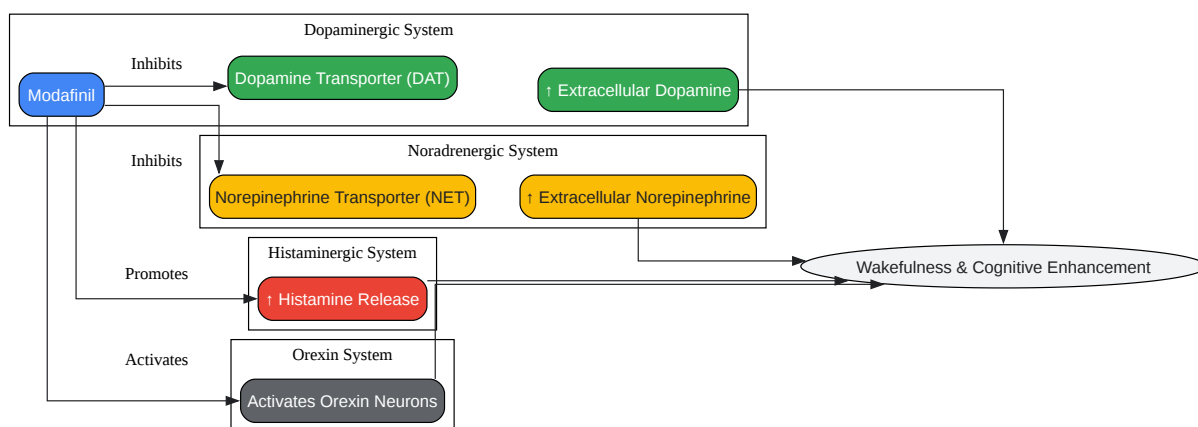 Dopaminergic System
Inhibits
Modafinil
Dopamine Transporter (DAT)
↑ Extracellular Dopamine
Noradrenergic System
Inhibits
Norepinephrine Transporter (NET)
↑ Extracellular Norepinephrine
Histaminergic System
Promotes
↑ Histamine Release
Wakefulness & Cognitive Enhancement
Orexin System
Activates
Activates Orexin Neurons